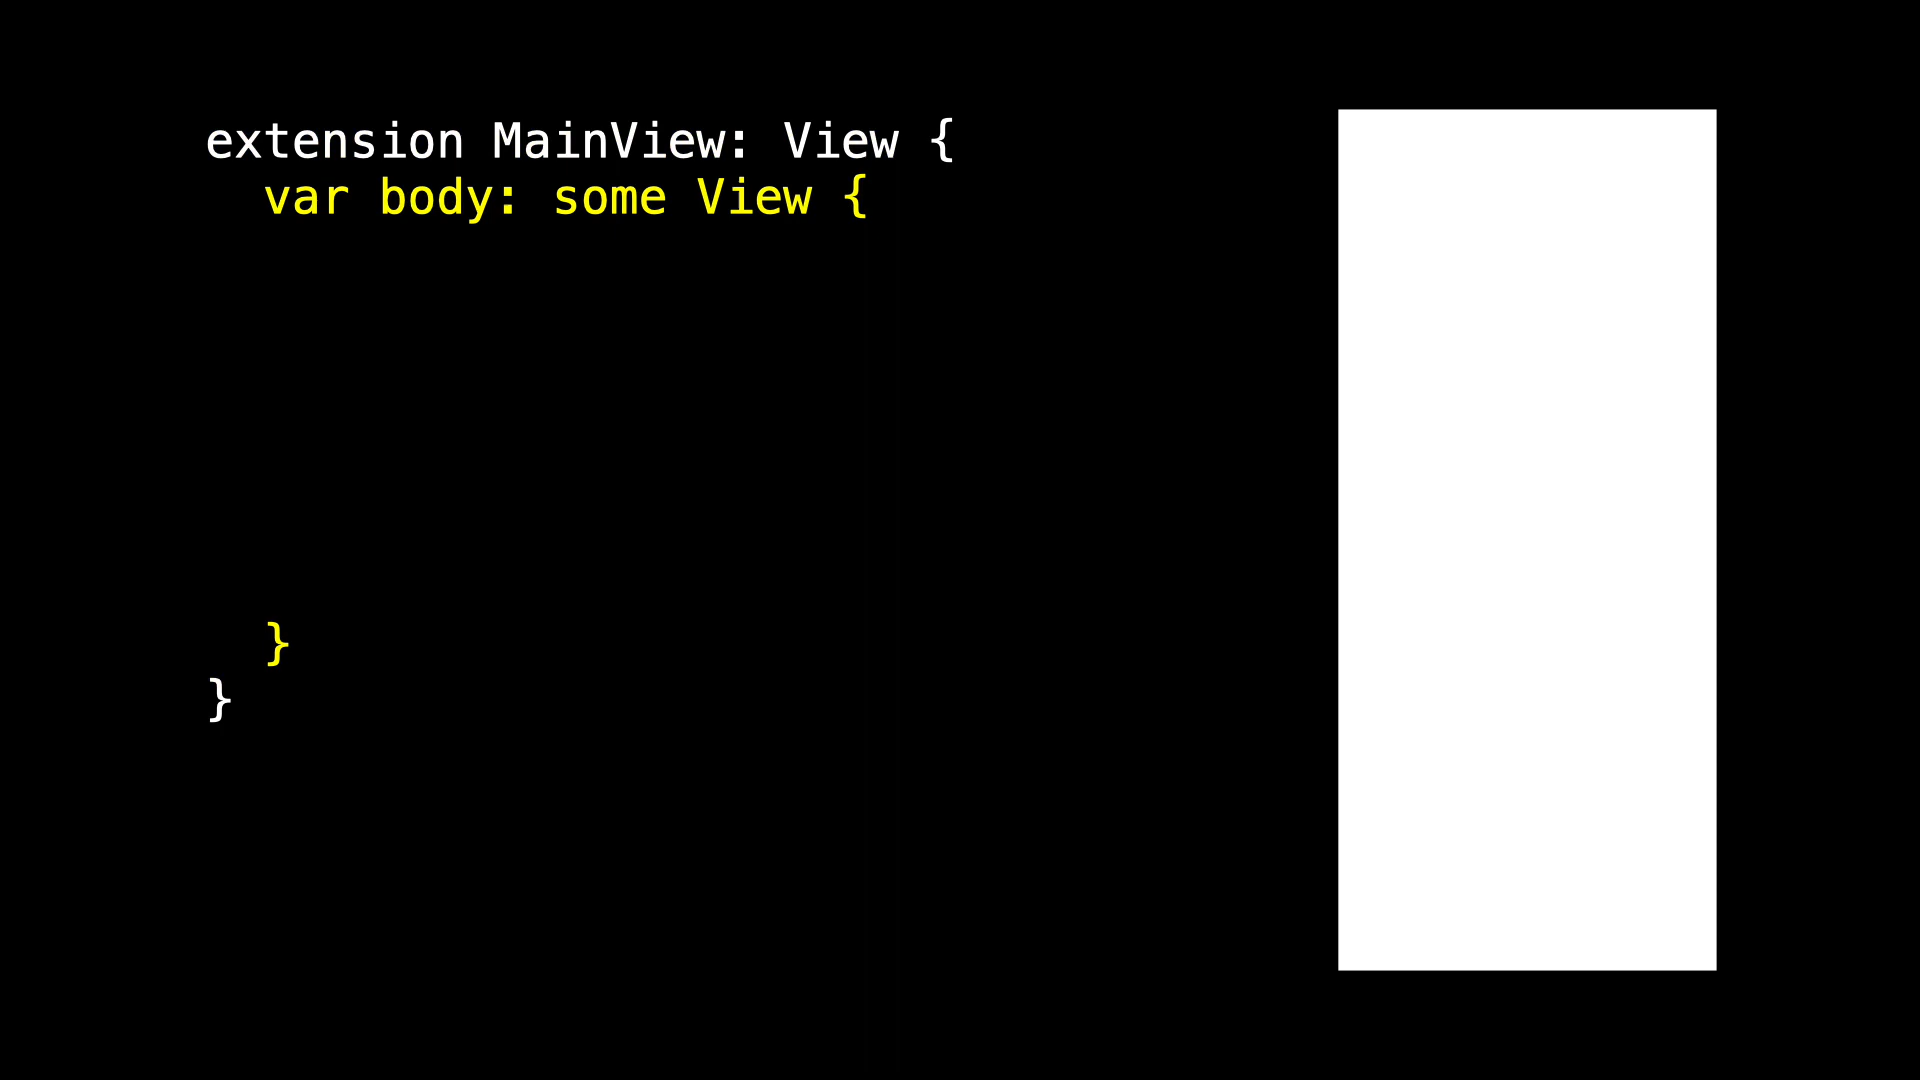 extension MainView: View {
  var body: some View {
  }
}